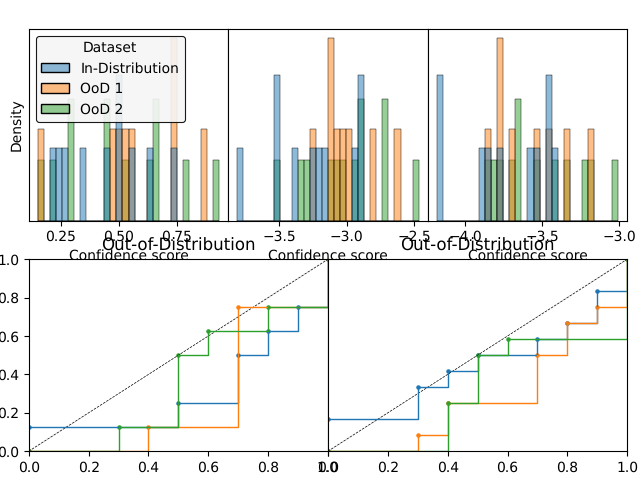 Dataset
In-Distribution
OoD 1
OoD 2
Density
0.25 0.50 0.75
−3.5 −3.0 −2.5
−4.0 −3.5 −3.0
Confidence score Confidence score Confidence score
Out-of-Distribution Out-of-Distribution
1.0
0.8
0.6
0.4
0.2
0.0
0.0 0.2 0.4 0.6 0.8 1.0
0.0 0.2 0.4 0.6 0.8 1.0